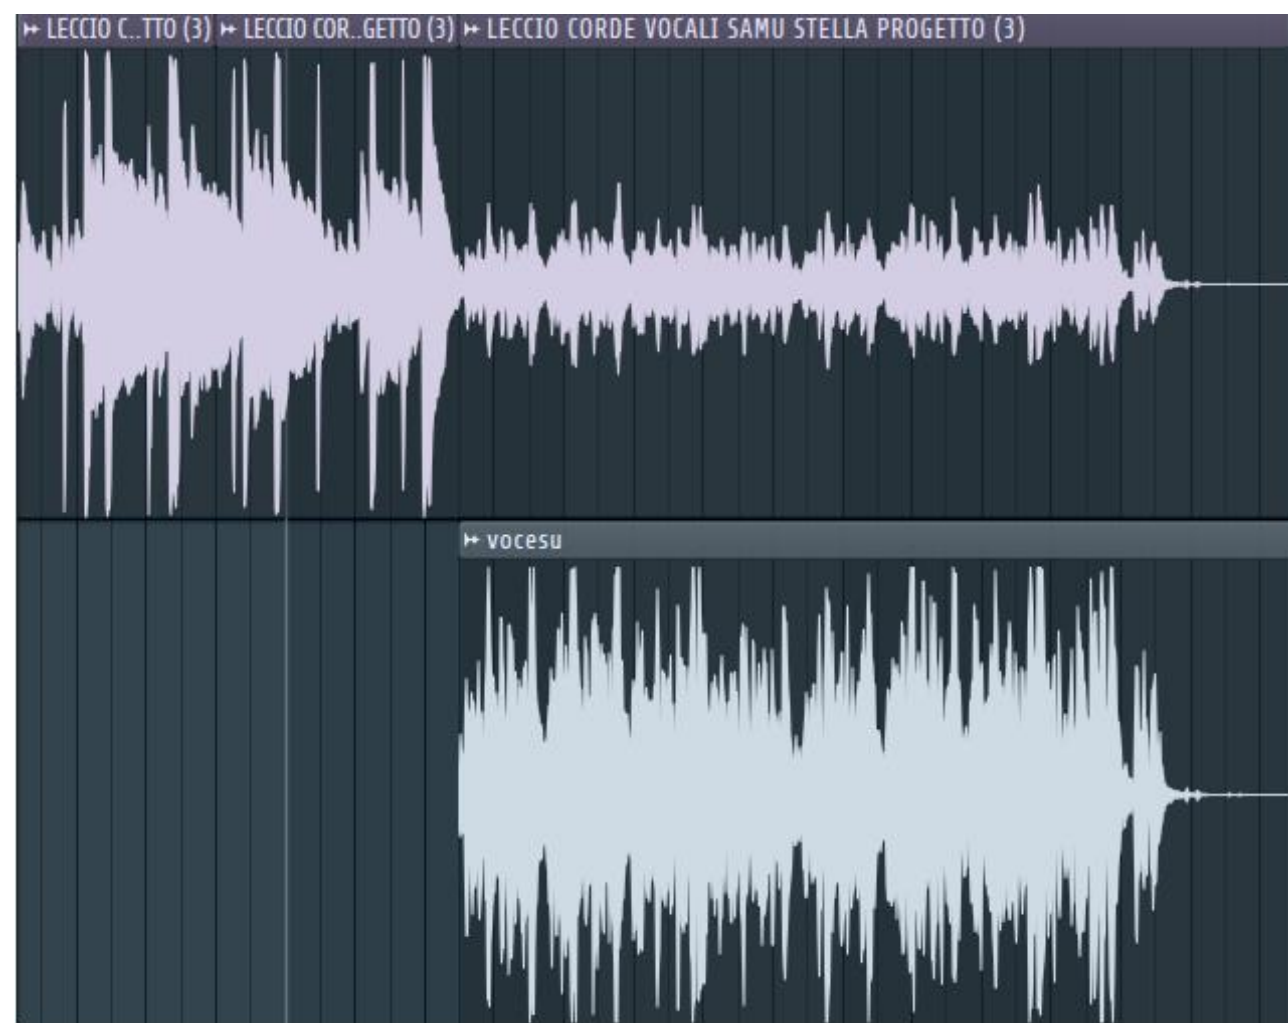 LECCIO C..TTO (3) LECCIO COR..GETTO (3) LECCIO CORDE VOCALI SAMU STELLA PROGETTO (3)
vocesu